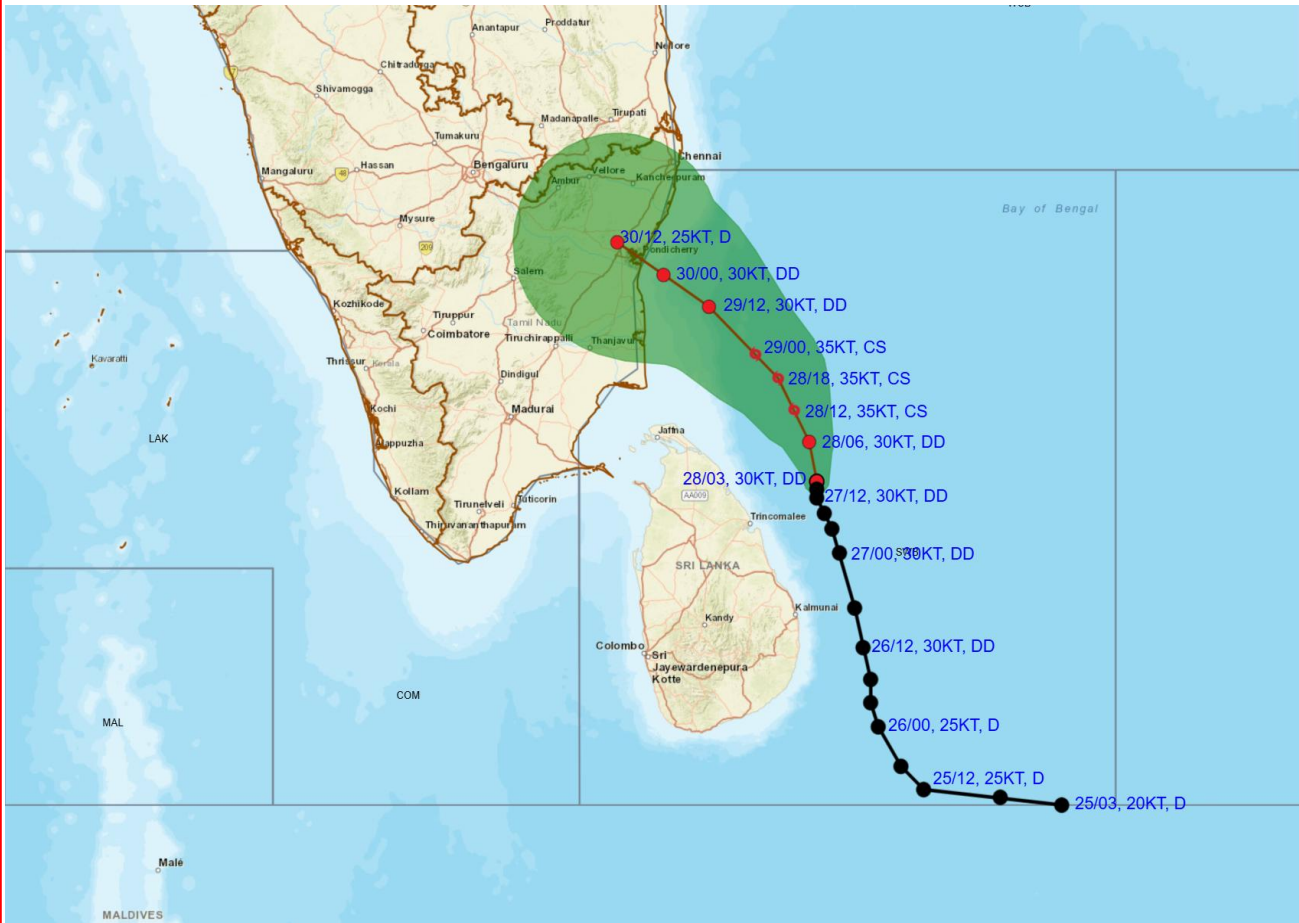 WCB
Anantapur
Proddatur
Nellore
Chitradurga
Shivamogga
Madanapalle
Tirupati
Tumakuru
Chennai
Hassan
48
Bengaluru
Vellore
Mangaluru
Ambur
Kancheepuram
Bay of Bengal
Mysure
209
30/12, 25KT, D
Pondicherry
Salem
30/00, 30KT, DD
Kozhikode
29/12, 30KT, DD
Tiruppur
Tamil Nadu
Coimbatore
Tiruchirappalli
Thanjavur
29/00, 35KT, CS
Kavaratti
Thrissur
Kerala
28/18, 35KT, CS
Dindigul
Kochi
Madurai
28/12, 35KT, CS
LAK
Alappuzha
Jaffna
28/06, 30KT, DD
28/03, 30KT, DD
Kollam
AA009
27/12, 30KT, DD
Tirunelveli
Tuticorin
Trincomalee
Thiruvananthapuram
27/00, 30KT, DD
SRI LANKA
Kalmunai
Kandy
Colombo
Sri
Jayewardenepura
Kotte
26/12, 30KT, DD
COM
MAL
26/00, 25KT, D
25/12, 25KT, D
25/03, 20KT, D
Malé
MALDIVES